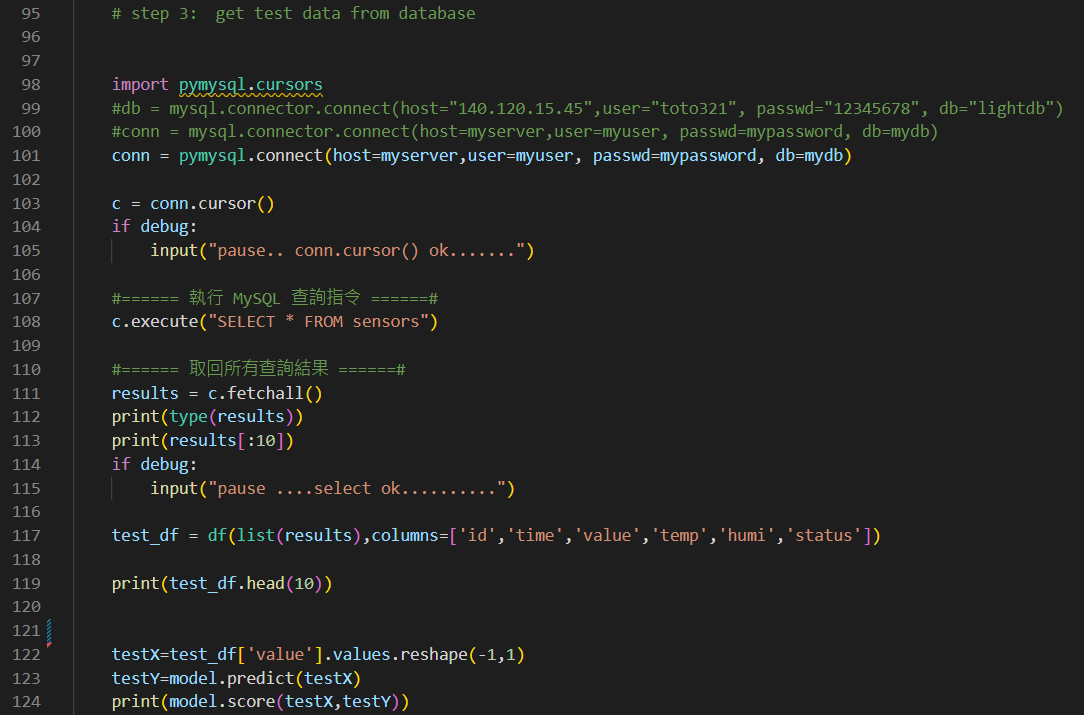 95 # step 3:  get test data from database
96
97
98 import pymysql.cursors
99 #db = mysql.connector.connect(host="140.120.15.45",user="toto321", passwd="12345678", db="lightdb")
100 #conn = mysql.connector.connect(host=myserver,user=myuser, passwd=mypassword, db=mydb)
101 conn = pymysql.connect(host=myserver,user=myuser, passwd=mypassword, db=mydb)
102
103 c = conn.cursor()
104 if debug:
105     input("pause.. conn.cursor() ok.......")
106
107 #====== 執行 MySQL 查詢指令 ======#
108 c.execute("SELECT * FROM sensors")
109
110 #====== 取回所有查詢結果 ======#
111 results = c.fetchall()
112 print(type(results))
113 print(results[:10])
114 if debug:
115     input("pause ....select ok..........")
116
117 test_df = df(list(results),columns=['id','time','value','temp','humi','status'])
118
119 print(test_df.head(10))
120
121
122 testX=test_df['value'].values.reshape(-1,1)
123 testY=model.predict(testX)
124 print(model.score(testX,testY))